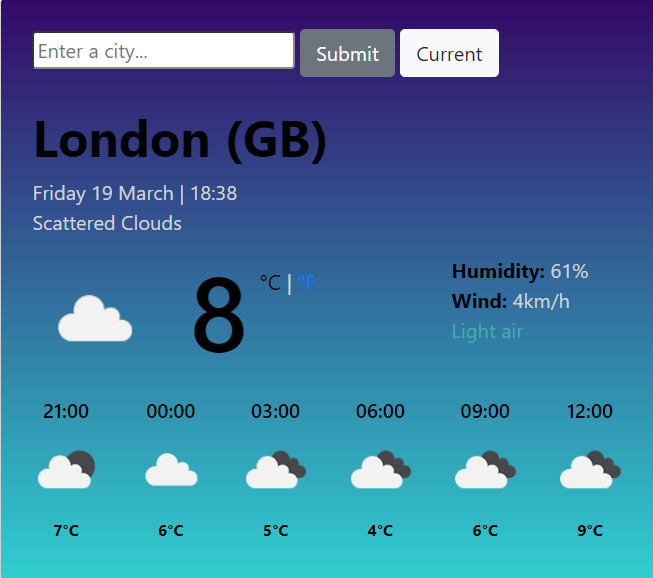 Enter a city...
Submit
Current
London (GB)
Friday 19 March | 18:38
Scattered Clouds
8
°C | °F
Humidity: 61%
Wind: 4km/h
Light air
21:00 00:00 03:00 06:00 09:00 12:00
7°C 6°C 5°C 4°C 6°C 9°C